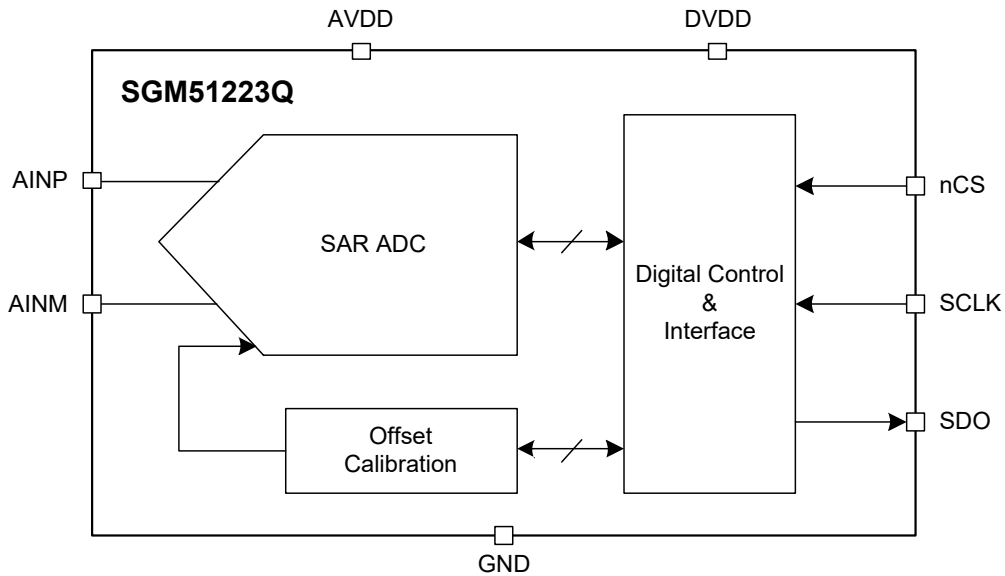 AVDD
DVDD
SGM51223Q
AINP
nCS
SAR ADC
Digital Control
&
Interface
AINM
SCLK
SDO
Offset
Calibration
GND